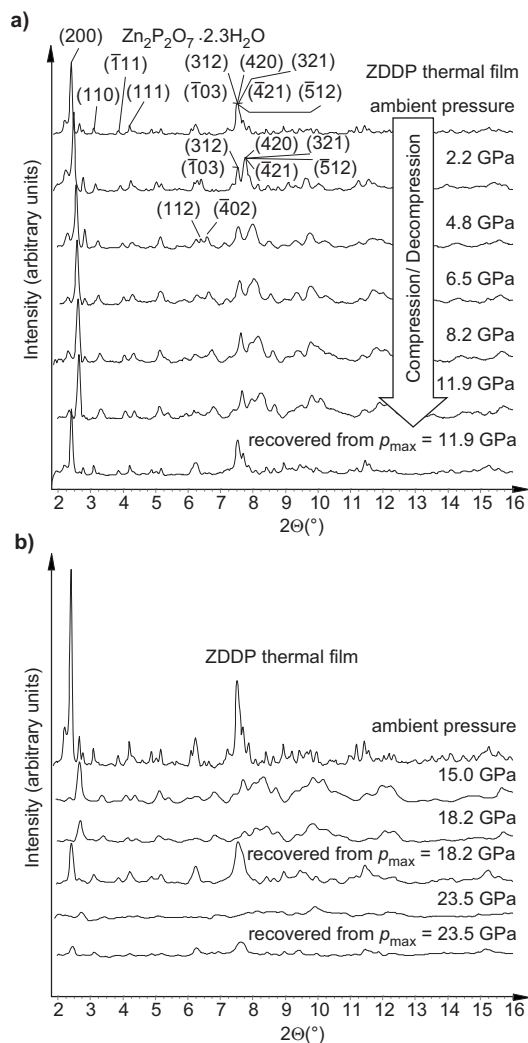 a)
(200) Zn₂P₂O₇ ·2.3H₂O
(1̅11) (312) (420) (321) ZDDP thermal film
(110) (111) (1̅03) (4̅21) (5̅12) ambient pressure
(312) (420) (321) 2.2 GPa
(1̅03) (4̅21) (5̅12)
(112) (4̅02) 4.8 GPa
6.5 GPa
8.2 GPa
11.9 GPa
recovered from pmax = 11.9 GPa
Compression/ Decompression
Intensity (arbitrary units)
2 3 4 5 6 7 8 9 10 11 12 13 14 15 16
2Θ(°)
b)
ZDDP thermal film
ambient pressure
15.0 GPa
18.2 GPa
recovered from pmax = 18.2 GPa
23.5 GPa
recovered from pmax = 23.5 GPa
Intensity (arbitrary units)
2 3 4 5 6 7 8 9 10 11 12 13 14 15 16
2Θ(°)